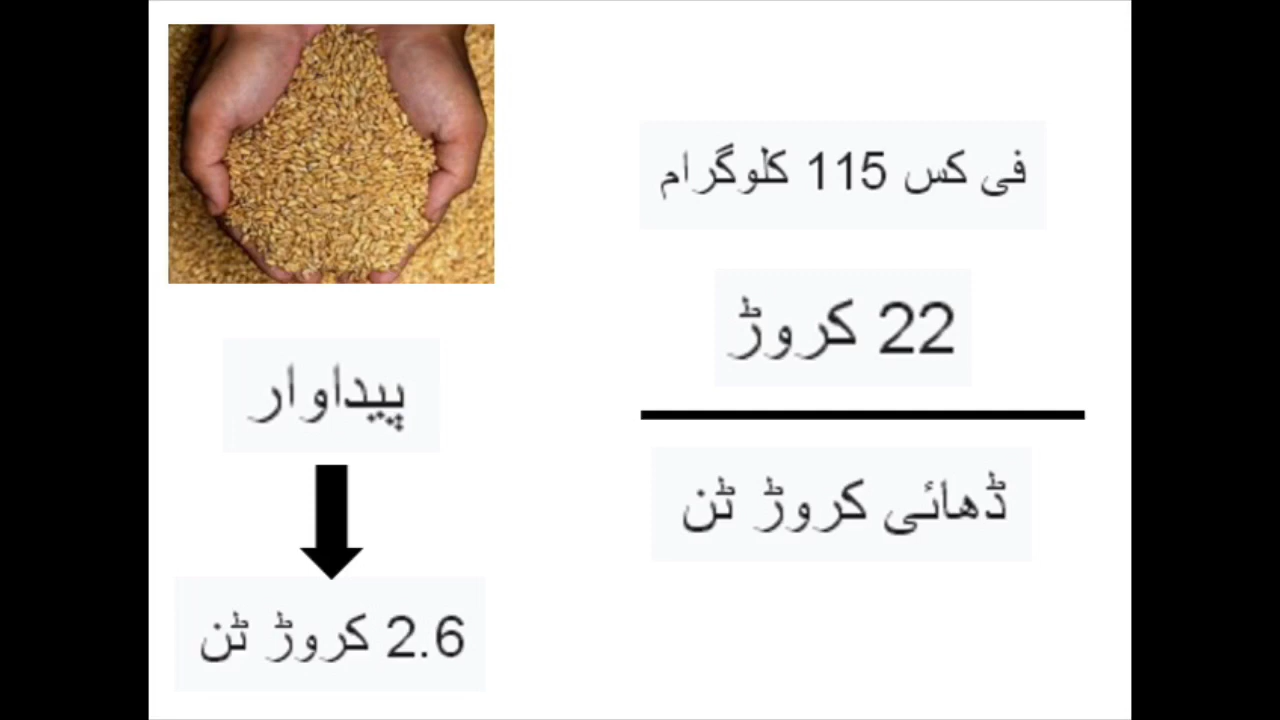 فی کس 115 کلوگرام
22 کروڑ
ڈھائی کروڑ ٹن
پیداوار
2.6 کروڑ ٹن